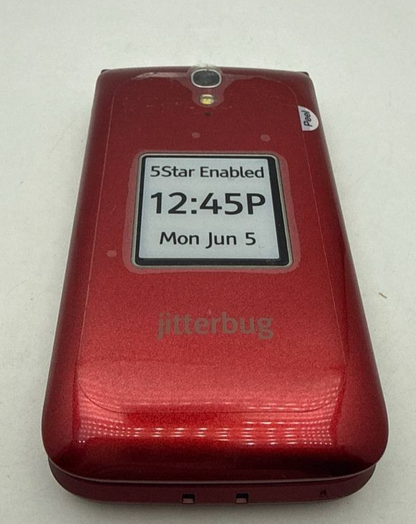 Peel
5Star Enabled
12:45P
Mon Jun 5
jitterbug